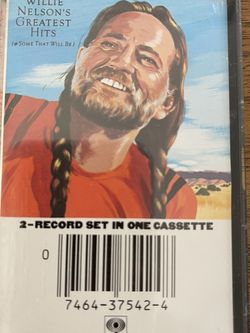 WILLIE
NELSON'S
GREATEST
HITS
(& SOME THAT WILL BE)
2-RECORD SET IN ONE CASSETTE
0
7464-37542-4